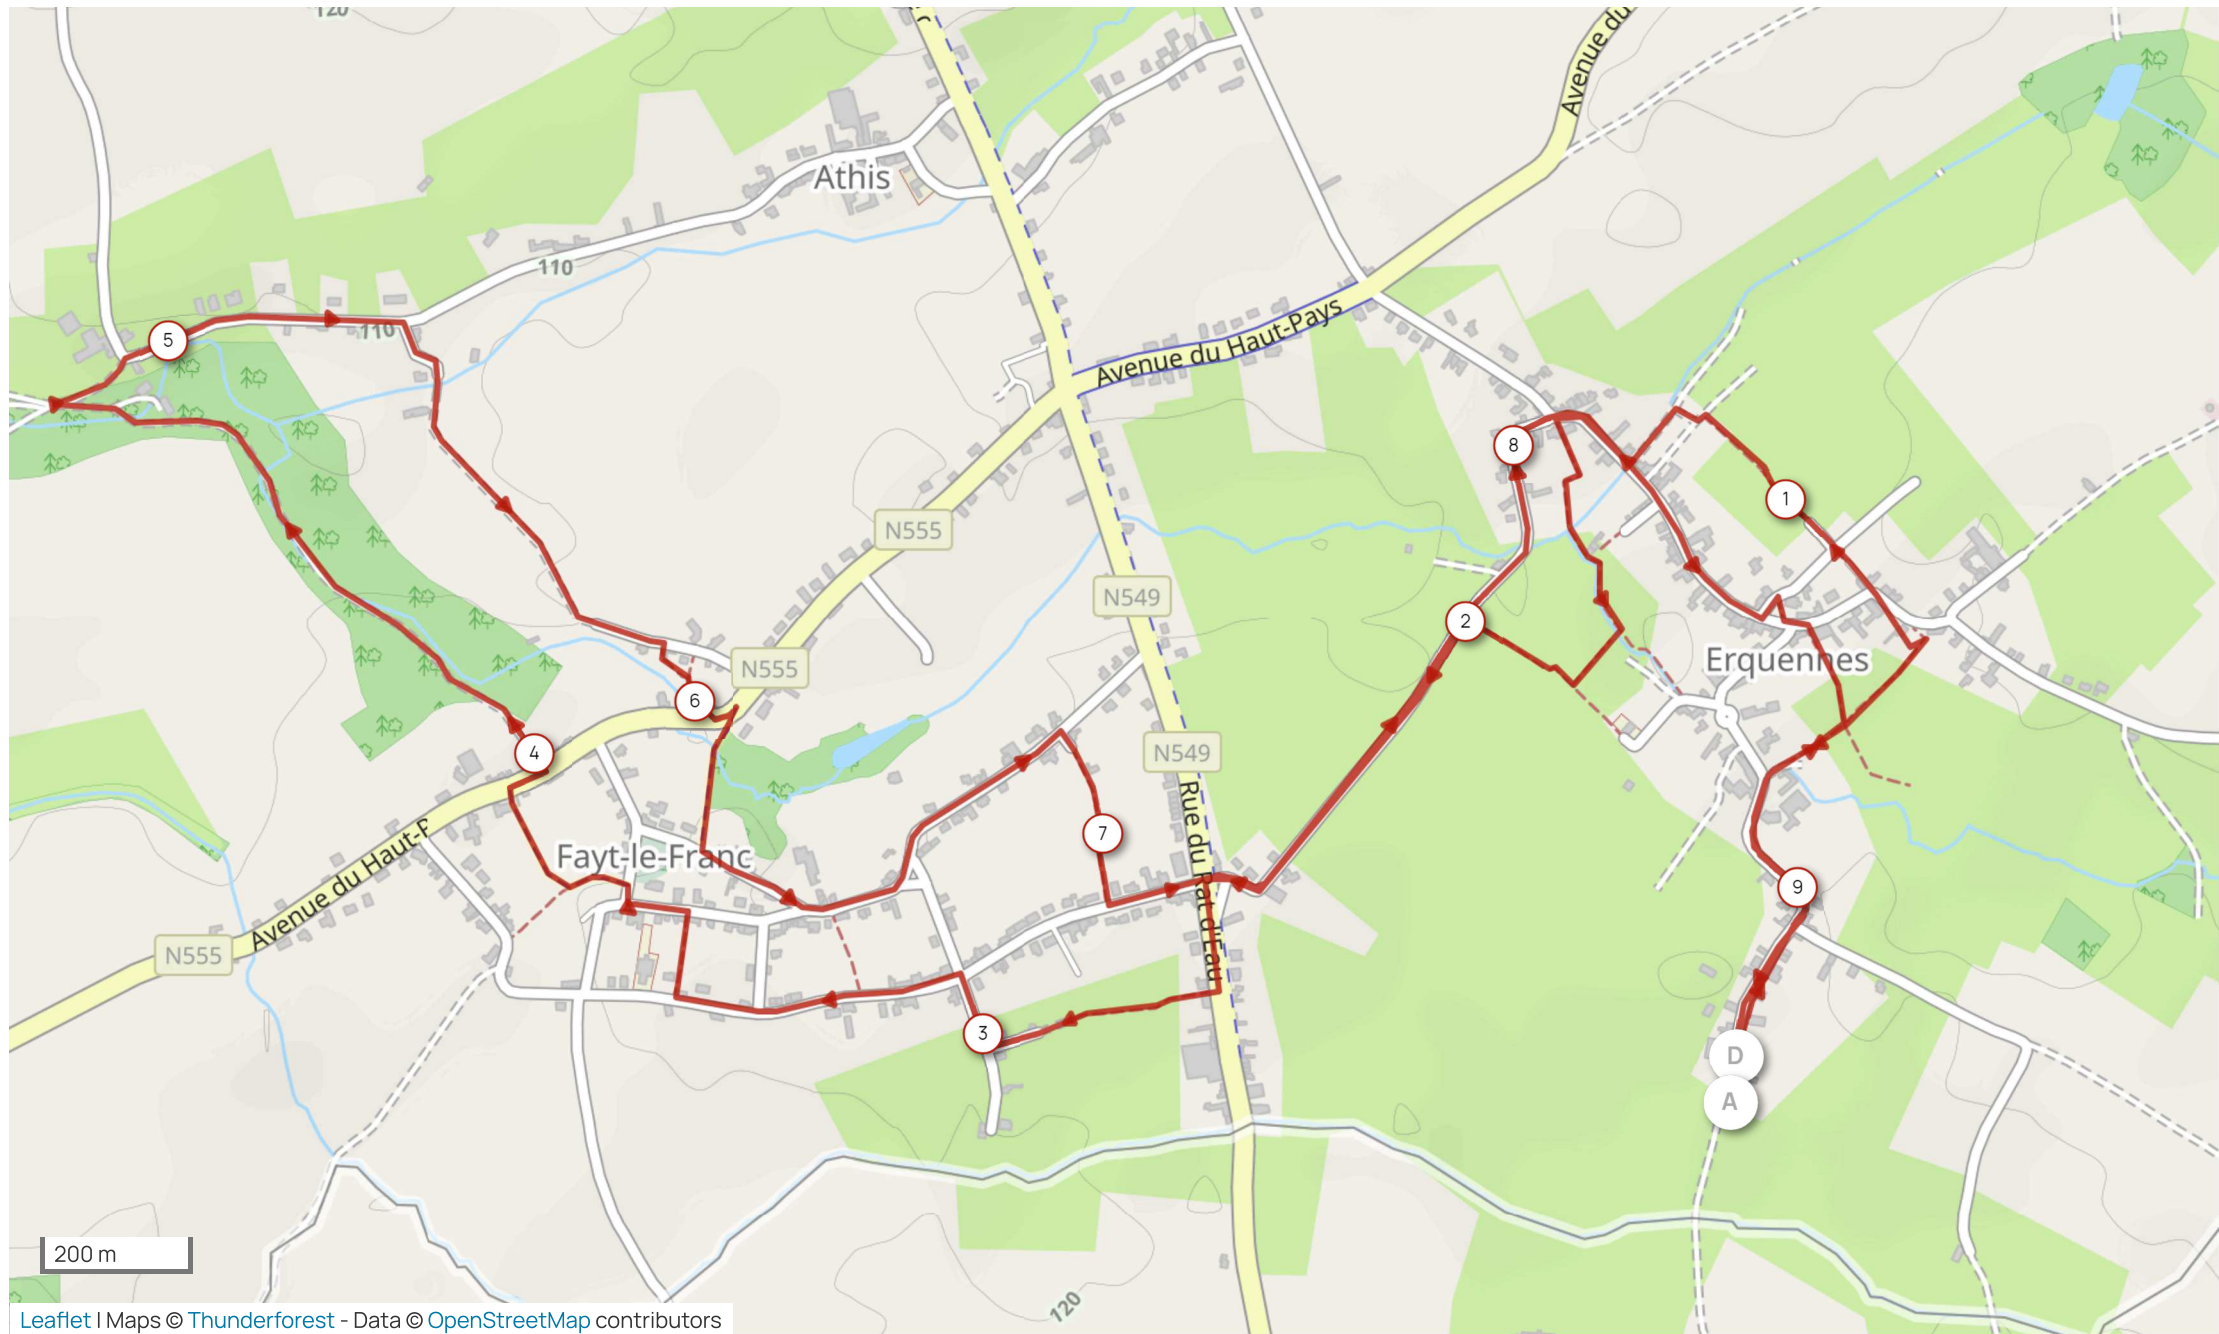 120
Avenue du
Athis
110
110
5
Avenue du Haut-Pays
8
1
N555
N549
2
Erquennes
N555
6
4
N549
Rue du Rat d'Eau
7
Fayt-le-Franc
Avenue du Haut-P
9
N555
3
D
A
200 m
120
Leaflet | Maps © Thunderforest - Data © OpenStreetMap contributors